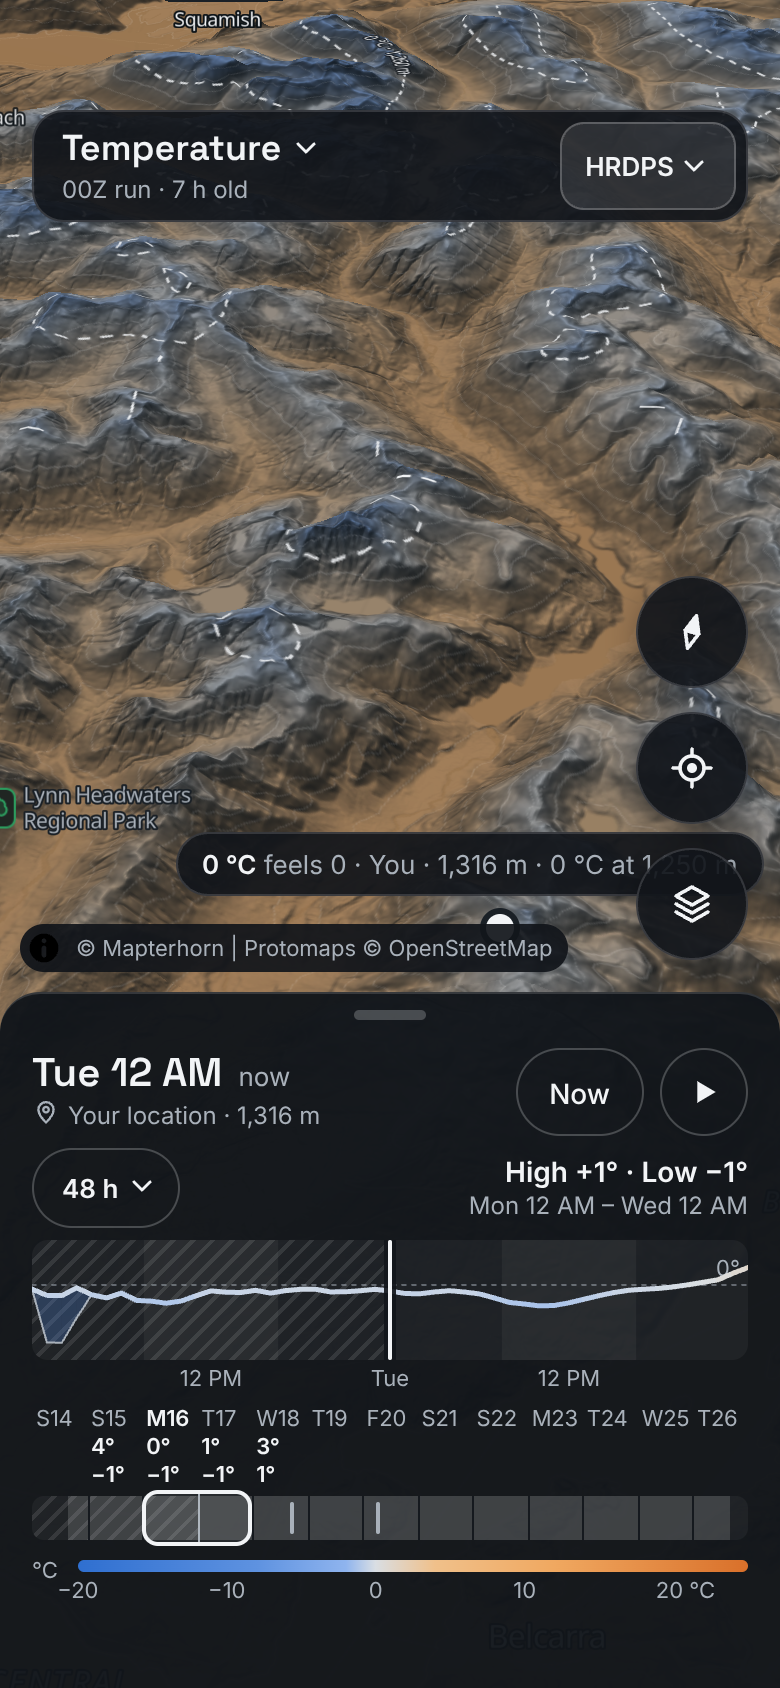 Squamish
Temperature
00Z run · 7 h old
HRDPS
Lynn Headwaters
Regional Park
0 °C feels 0 · You · 1,316 m · 0 °C at 1,250 m
© Mapterhorn | Protomaps © OpenStreetMap
Tue 12 AM now
Your location · 1,316 m
Now
48 h
High +1° · Low −1°
Mon 12 AM – Wed 12 AM
0°
12 PM Tue 12 PM
S14 S15 M16 T17 W18 T19 F20 S21 S22 M23 T24 W25 T26
4° 0° 1° 3°
−1° −1° −1° 1°
°C
−20 −10 0 10 20 °C
Belcarra